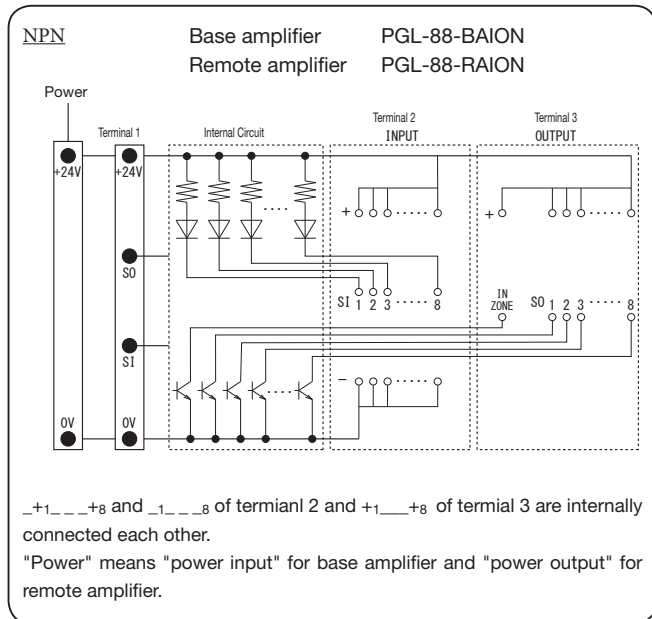 NPN
Base amplifier PGL-88-BAION
Remote amplifier PGL-88-RAION
Power
Terminal 1 Internal Circuit Terminal 2 INPUT Terminal 3 OUTPUT
+24V +24V
+ +
SO
SI 1 2 3 8 IN ZONE SO 1 2 3 8
SI
-
0V 0V
_+1_ _ _+8 and _1_ _ _8 of termianl 2 and +1___+8 of termial 3 are internally
connected each other.
"Power" means "power input" for base amplifier and "power output" for
remote amplifier.